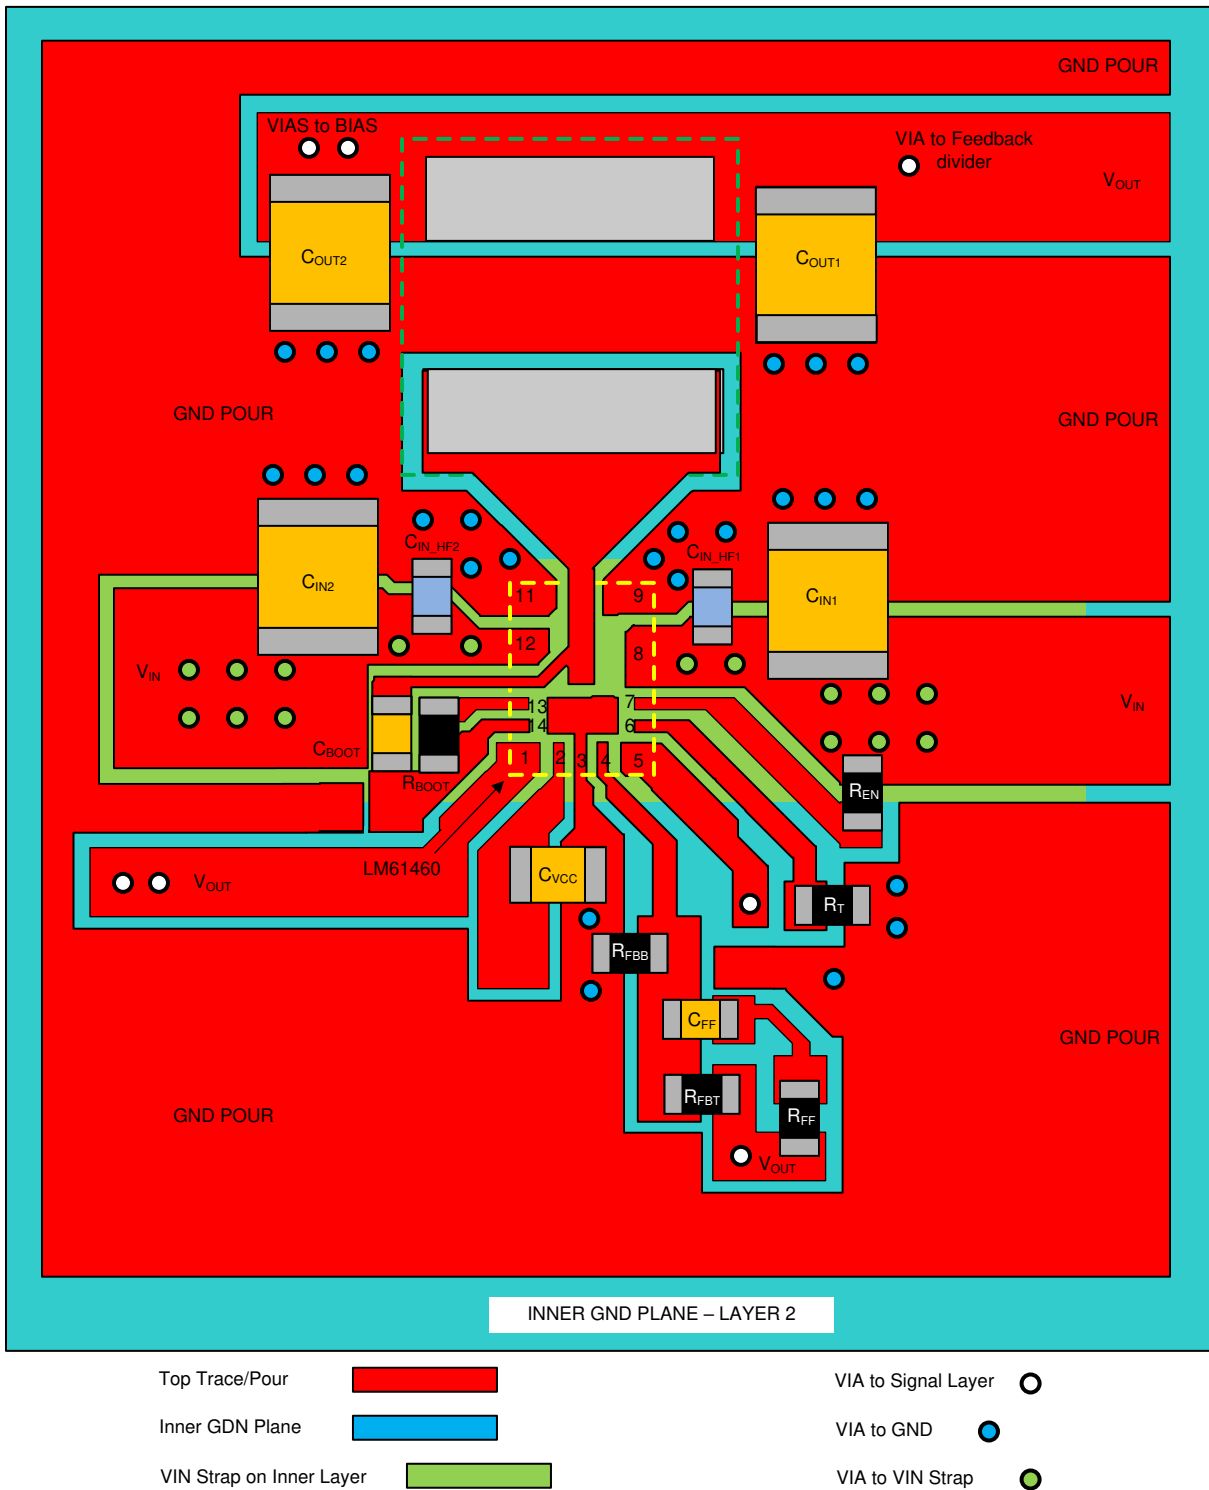 GND POUR
VIAS to BIAS
VIA to Feedback
divider
VOUT
COUT2
COUT1
GND POUR
GND POUR
CIN_HF2
CIN_HF1
CIN2
CIN1
11
9
12
8
VIN
VIN
13
7
14
6
CBOOT
RBOOT
1
2
3
4
5
REN
LM61460
CVCC
VOUT
RT
RFBB
CFF
GND POUR
RFBT
RFF
GND POUR
VOUT
INNER GND PLANE – LAYER 2
Top Trace/Pour
VIA to Signal Layer
Inner GDN Plane
VIA to GND
VIN Strap on Inner Layer
VIA to VIN Strap